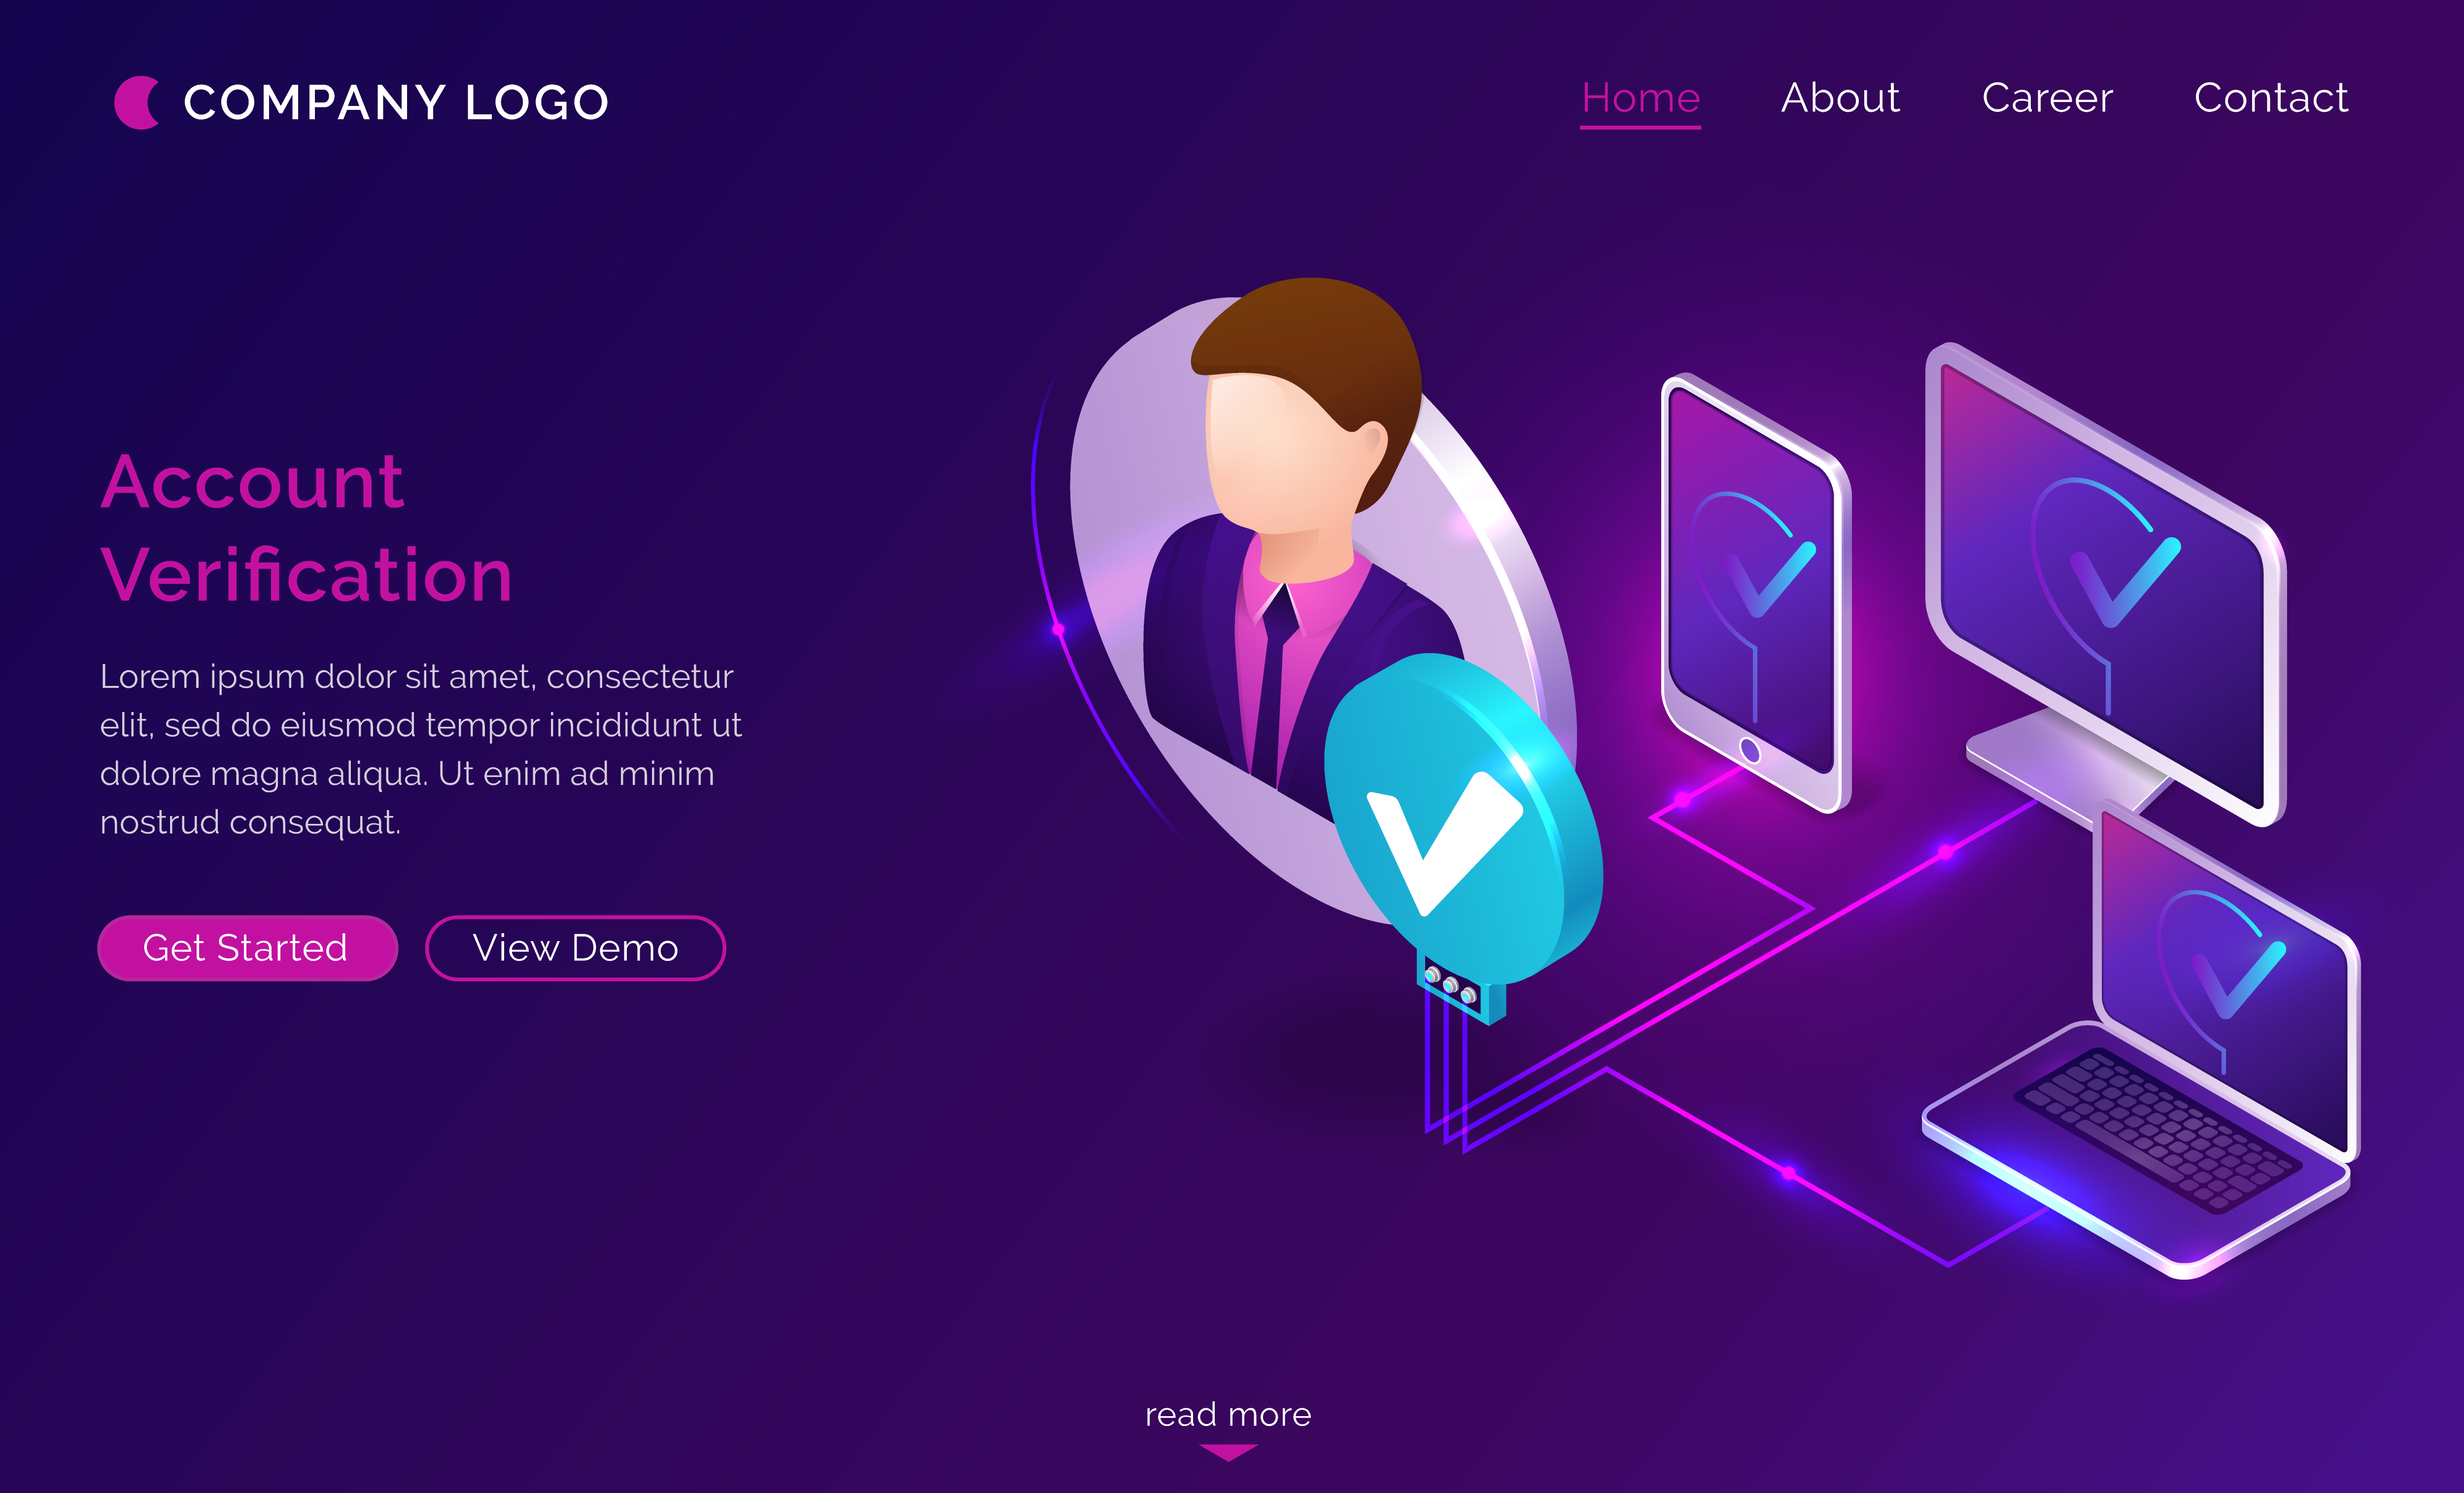 COMPANY LOGO
Home About Career Contact
Account
Verification
Lorem ipsum dolor sit amet, consectetur
elit, sed do eiusmod tempor incididunt ut
dolore magna aliqua. Ut enim ad minim
nostrud consequat.
Get Started View Demo
read more